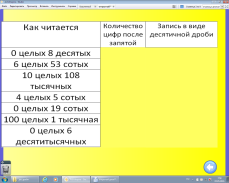 Как читается
Количество
цифр после
запятой
Запись в виде
десятичной дроби
0 целых 8 десятых
6 целых 53 сотых
10 целых 108
тысячных
4 целых 5 сотых
0 целых 19 сотых
100 целых 1 тысячная
0 целых 6
десятитысячных